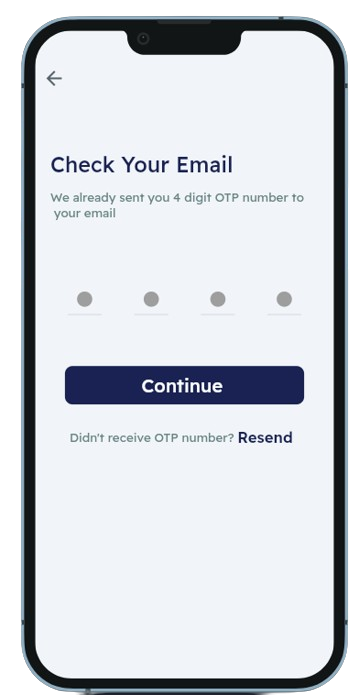 Check Your Email
We already sent you 4 digit OTP number to
your email
Continue
Didn't receive OTP number? Resend